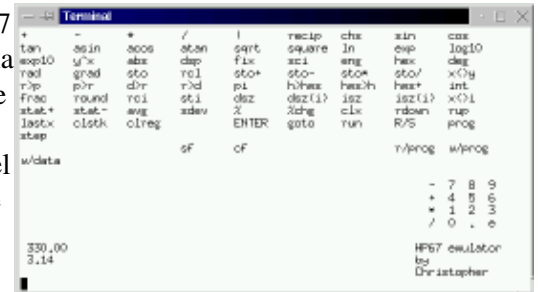 Terminal
+ - * / ! recip chs sin cos
tan asin acos atan sqrt square ln exp log10
exp10 y^x abs dsp fix sci eng hex deg
rad grad sto rcl sto+ sto- sto* sto/ x<>y
r>p p>r d>r r>d pi h>hms hms>h hms+ int
frac round rci sti dsz dsz(i) isz isz(i) x<>i
stat+ stat- avg sdev % %chg clx rdown rup
lastx clstk clreg ENTER goto run R/S prog
step
sf cf r/prog w/prog
w/data
- 7 8 9
+ 4 5 6
* 1 2 3
/ 0 . e
330.00 HP67 emulator
3.14 by
Christopher
7
a
e
el